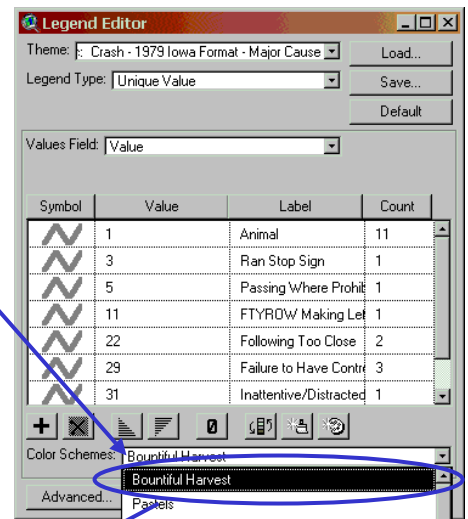 Legend Editor
Theme: : Crash - 1979 Iowa Format - Major Cause
Load...
Legend Type: Unique Value
Save...
Default
Values Field: Value
Symbol Value Label Count
1 Animal 11
3 Ran Stop Sign 1
5 Passing Where Prohib 1
11 FTYROW Making Lef 1
22 Following Too Close 2
29 Failure to Have Contr 3
31 Inattentive/Distracted 1
Color Schemes: Bountiful Harvest
Bountiful Harvest
Advanced... Pastels